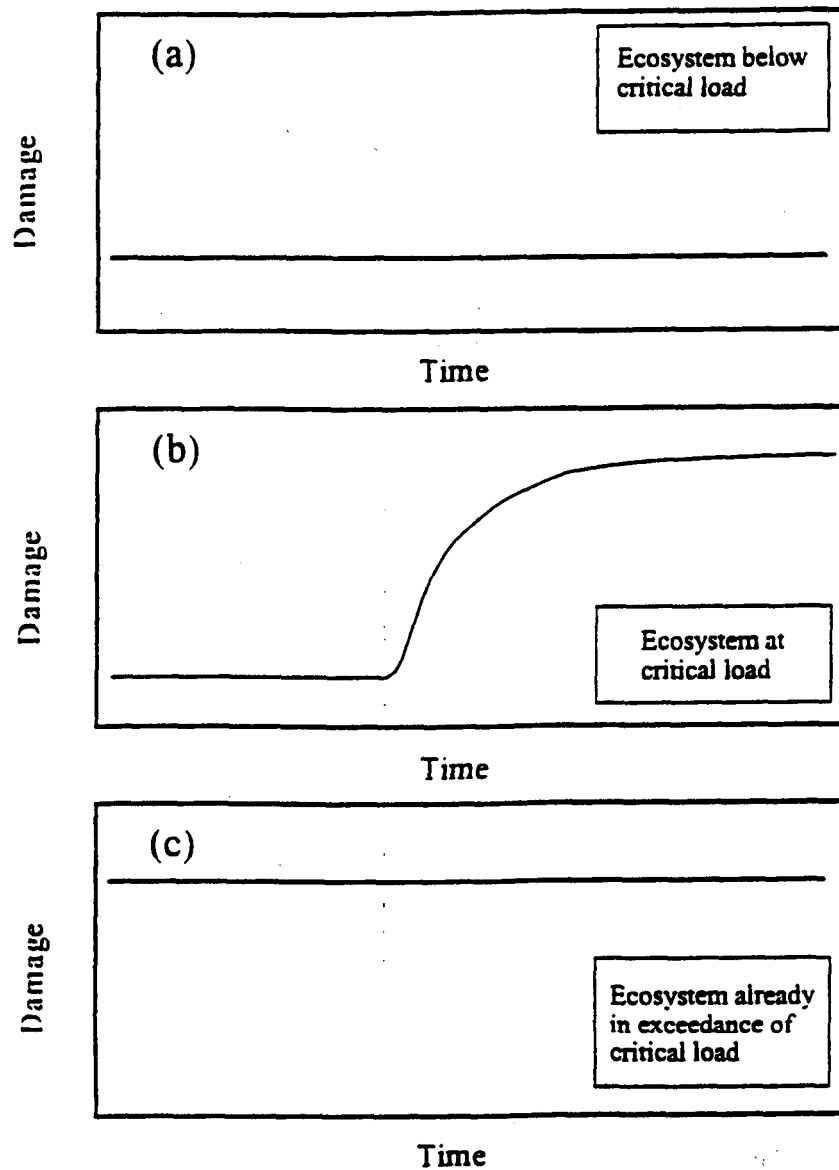 (a)
Ecosystem below
critical load
Damage
Time
(b)
Damage
Ecosystem at
critical load
Time
(c)
Damage
Ecosystem already
in exceedance of
critical load
Time